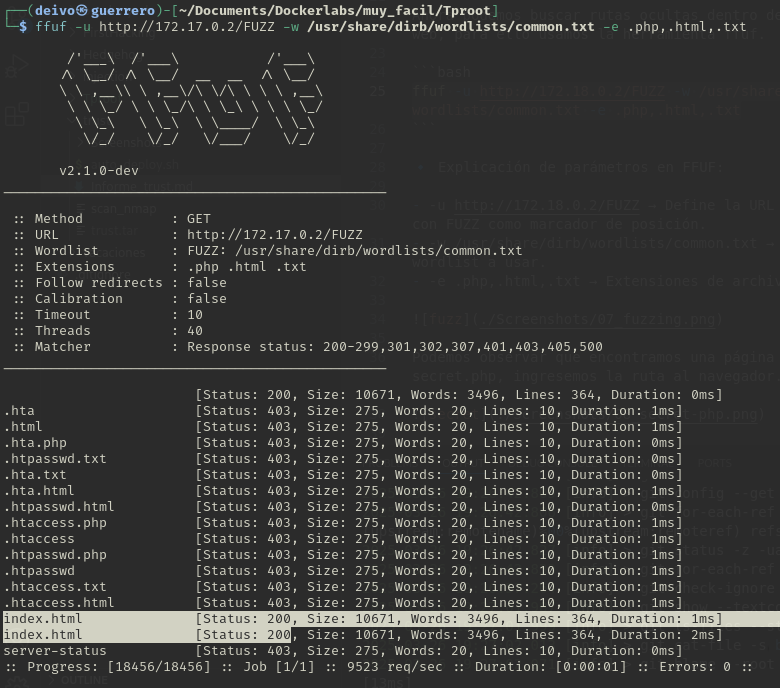 ┌──(deivo㉿guerrero)-[~/Documents/Dockerlabs/muy_facil/Tproot]
└─$ ffuf -u http://172.17.0.2/FUZZ -w /usr/share/dirb/wordlists/common.txt -e .php,.html,.txt
v2.1.0-dev
:: Method : GET
:: URL : http://172.17.0.2/FUZZ
:: Wordlist : FUZZ: /usr/share/dirb/wordlists/common.txt
:: Extensions : .php .html .txt
:: Follow redirects : false
:: Calibration : false
:: Timeout : 10
:: Threads : 40
:: Matcher : Response status: 200-299,301,302,307,401,403,405,500
[Status: 200, Size: 10671, Words: 3496, Lines: 364, Duration: 0ms]
.hta [Status: 403, Size: 275, Words: 20, Lines: 10, Duration: 1ms]
.html [Status: 403, Size: 275, Words: 20, Lines: 10, Duration: 1ms]
.hta.php [Status: 403, Size: 275, Words: 20, Lines: 10, Duration: 0ms]
.htpasswd.txt [Status: 403, Size: 275, Words: 20, Lines: 10, Duration: 0ms]
.hta.txt [Status: 403, Size: 275, Words: 20, Lines: 10, Duration: 0ms]
.hta.html [Status: 403, Size: 275, Words: 20, Lines: 10, Duration: 1ms]
.htpasswd.html [Status: 403, Size: 275, Words: 20, Lines: 10, Duration: 0ms]
.htaccess.php [Status: 403, Size: 275, Words: 20, Lines: 10, Duration: 1ms]
.htaccess [Status: 403, Size: 275, Words: 20, Lines: 10, Duration: 1ms]
.htpasswd.php [Status: 403, Size: 275, Words: 20, Lines: 10, Duration: 1ms]
.htpasswd [Status: 403, Size: 275, Words: 20, Lines: 10, Duration: 0ms]
.htaccess.txt [Status: 403, Size: 275, Words: 20, Lines: 10, Duration: 1ms]
.htaccess.html [Status: 403, Size: 275, Words: 20, Lines: 10, Duration: 1ms]
index.html [Status: 200, Size: 10671, Words: 3496, Lines: 364, Duration: 1ms]
index.html [Status: 200, Size: 10671, Words: 3496, Lines: 364, Duration: 2ms]
server-status [Status: 403, Size: 275, Words: 20, Lines: 10, Duration: 0ms]
:: Progress: [18456/18456] :: Job [1/1] :: 9523 req/sec :: Duration: [0:00:01] :: Errors: 0 ::